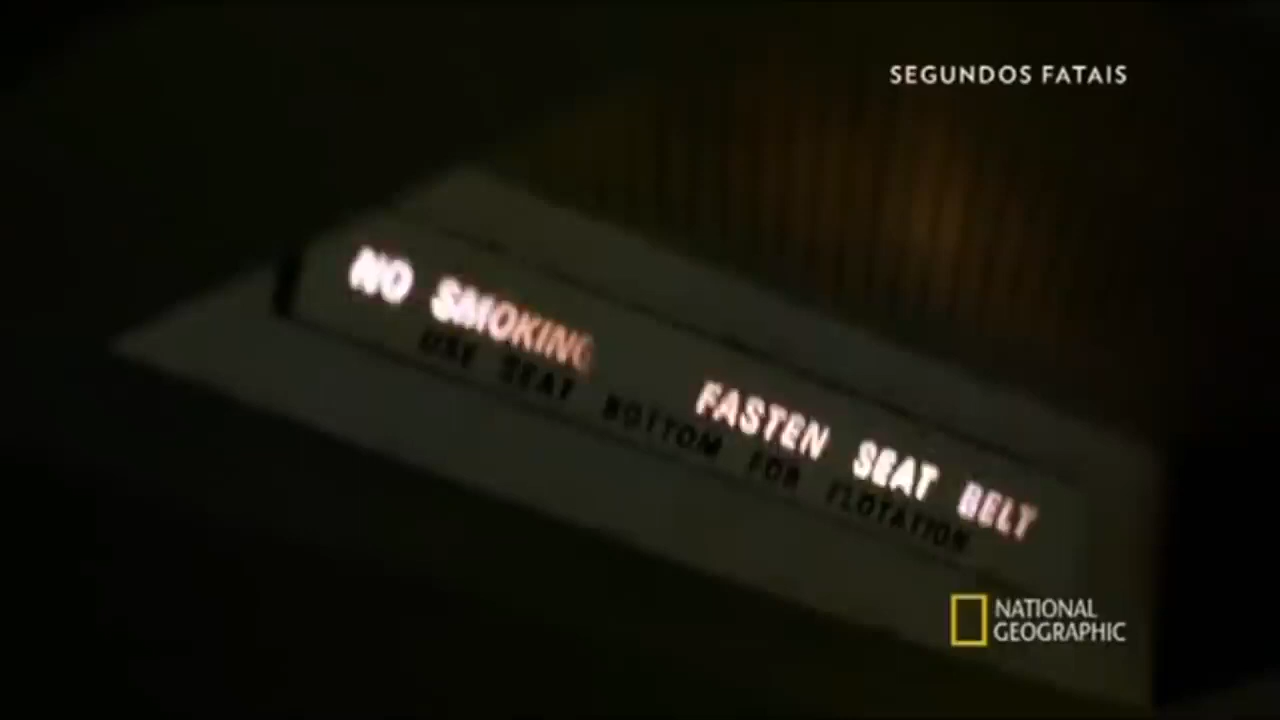 SEGUNDOS FATAIS
NO SMOKING FASTEN SEAT BELT
USE SEAT BOTTOM FOR FLOTATION
NATIONAL
GEOGRAPHIC